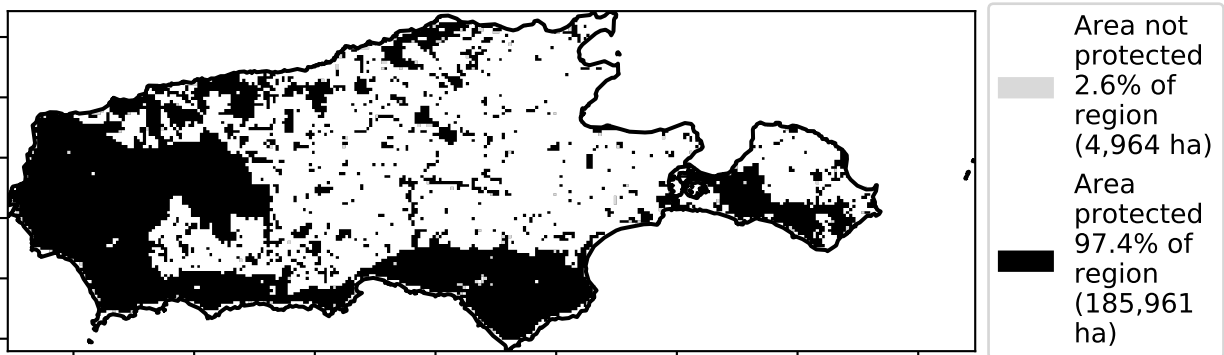 Area not
protected
2.6% of
region
(4,964 ha)
Area
protected
97.4% of
region
(185,961
ha)